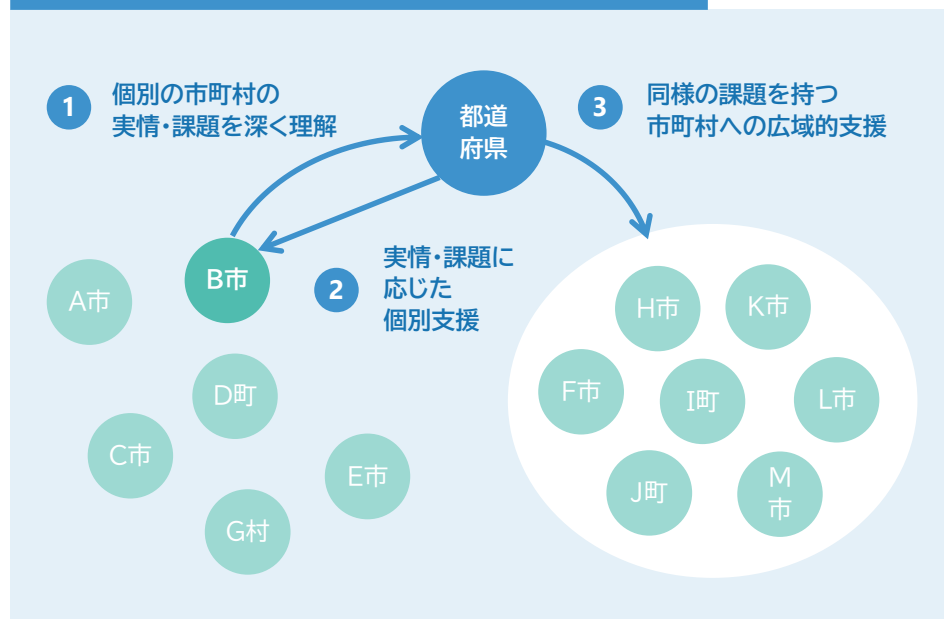 1
個別の市町村の
実情・課題を深く理解
都道
府県
3
同様の課題を持つ
市町村への広域的支援
2
実情・課題に
応じた
個別支援
A市
B市
D町
C市
E市
G村
H市
K市
F市
I町
L市
J町
M
市